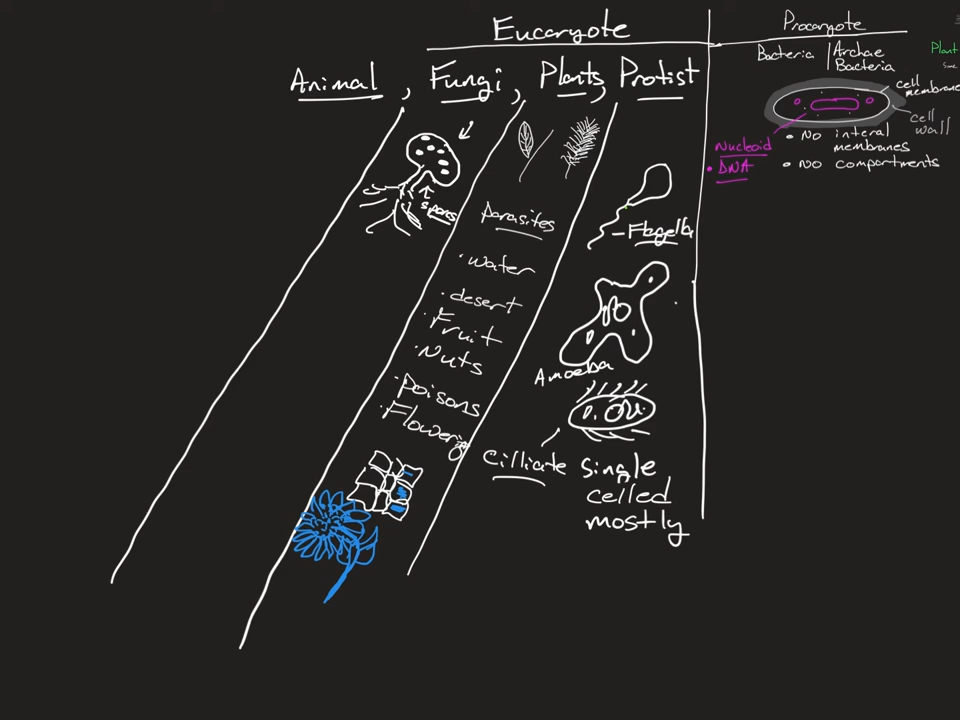 Eucaryote
Animal , Fungi , Plants, Protist
spores
Parasites
• water
• desert
• Fruit
• Nuts
• Poisons
• Flowering
– Flagella
Amoeba
cilliate
single
celled
mostly
Procaryote
Bacteria | Archae
Bacteria
cell
membrane
cell
wall
Nucleoid
• DNA
• No interal
membranes
• No compartments
Plant